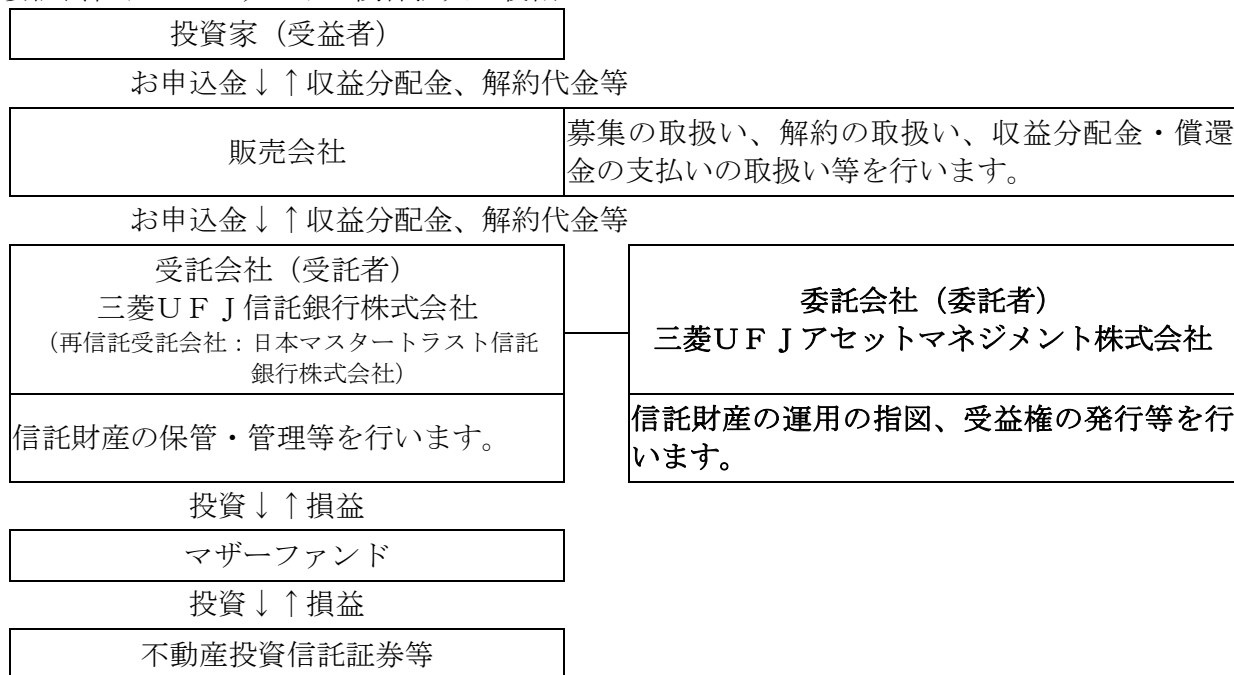 投資家（受益者）
お申込金↓↑収益分配金、解約代金等
販売会社
募集の取扱い、解約の取扱い、収益分配金・償還
金の支払いの取扱い等を行います。
お申込金↓↑収益分配金、解約代金等
受託会社（受託者）
三菱ＵＦＪ信託銀行株式会社
（再信託受託会社：日本マスタートラスト信託
銀行株式会社）
委託会社（委託者）
三菱ＵＦＪアセットマネジメント株式会社
信託財産の保管・管理等を行います。
信託財産の運用の指図、受益権の発行等を行
います。
投資↓↑損益
マザーファンド
投資↓↑損益
不動産投資信託証券等